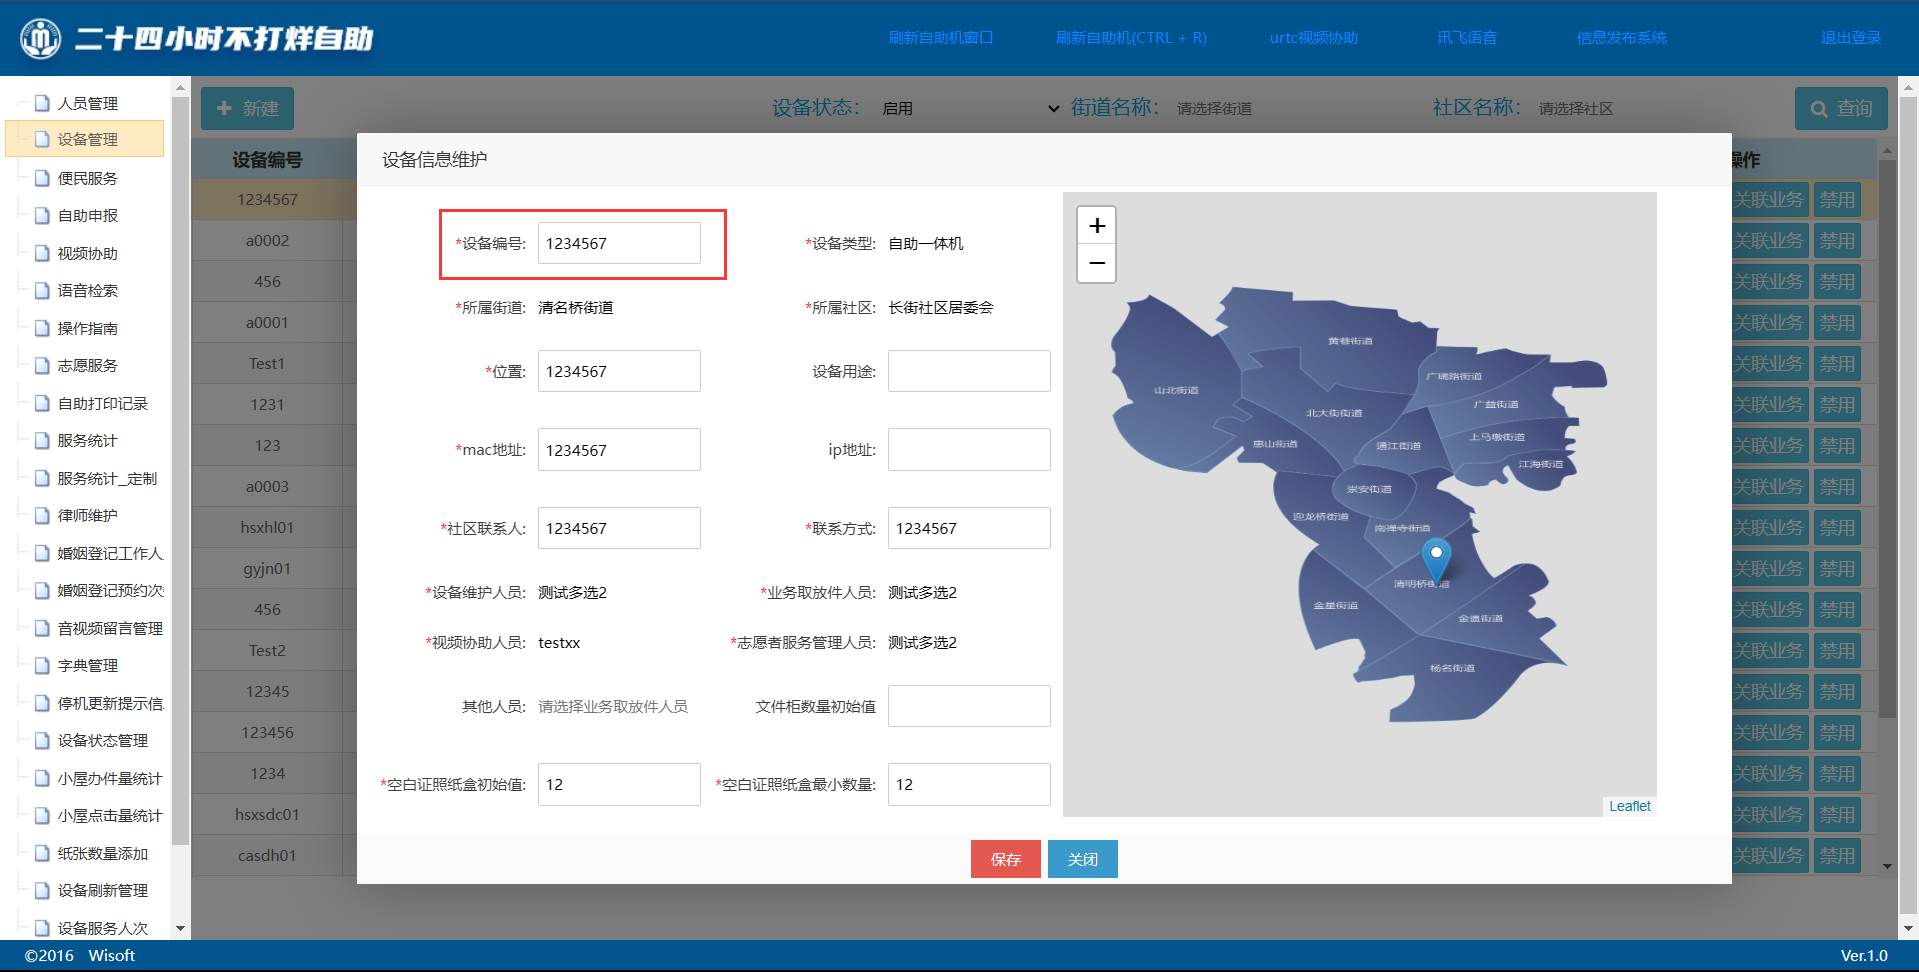 二十四小时不打烊自助
刷新自助机窗口
刷新自助机(CTRL + R)
urtc视频协助
讯飞语音
信息发布系统
退出登录
人员管理
设备管理
便民服务
自助申报
视频协助
语音检索
操作指南
志愿服务
自助打印记录
服务统计
服务统计_定制
律师维护
婚姻登记工作人
婚姻登记预约次
音视频留言管理
字典管理
停机更新提示信
设备状态管理
小屋办件量统计
小屋点击量统计
纸张数量添加
设备刷新管理
设备服务人次
新建
设备状态: 启用
街道名称: 请选择街道
社区名称: 请选择社区
查询
设备编号
操作
1234567
关联业务 禁用
a0002
关联业务 禁用
456
关联业务 禁用
a0001
关联业务 禁用
Test1
关联业务 禁用
1231
关联业务 禁用
123
关联业务 禁用
a0003
关联业务 禁用
hsxhl01
关联业务 禁用
gyjn01
关联业务 禁用
456
关联业务 禁用
Test2
关联业务 禁用
12345
关联业务 禁用
123456
关联业务 禁用
1234
关联业务 禁用
hsxsdc01
关联业务 禁用
casdh01
关联业务 禁用
设备信息维护
*设备编号: 1234567
*设备类型: 自助一体机
*所属街道: 清名桥街道
*所属社区: 长街社区居委会
*位置: 1234567
设备用途:
*mac地址: 1234567
ip地址:
*社区联系人: 1234567
*联系方式: 1234567
*设备维护人员: 测试多选2
*业务取放件人员: 测试多选2
*视频协助人员: testxx
*志愿者服务管理人员: 测试多选2
其他人员: 请选择业务取放件人员
文件柜数量初始值
*空白证照纸盒初始值: 12
*空白证照纸盒最小数量: 12
+
−
黄巷街道
山北街道
广瑞路街道
广益街道
北大街街道
上马墩街道
惠山街道
通江街道
江海街道
崇安街道
迎龙桥街道
南禅寺街道
清明桥街道
金星街道
金匮街道
杨名街道
Leaflet
保存
关闭
©2016 Wisoft
Ver.1.0